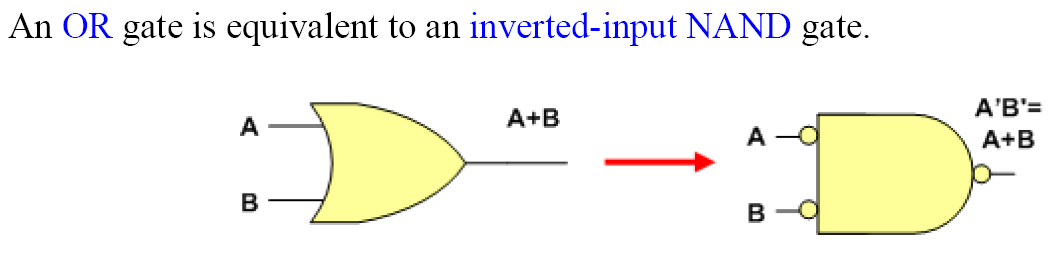 An OR gate is equivalent to an inverted-input NAND gate.
A
A+B
B
A
B
A'B'=
A+B